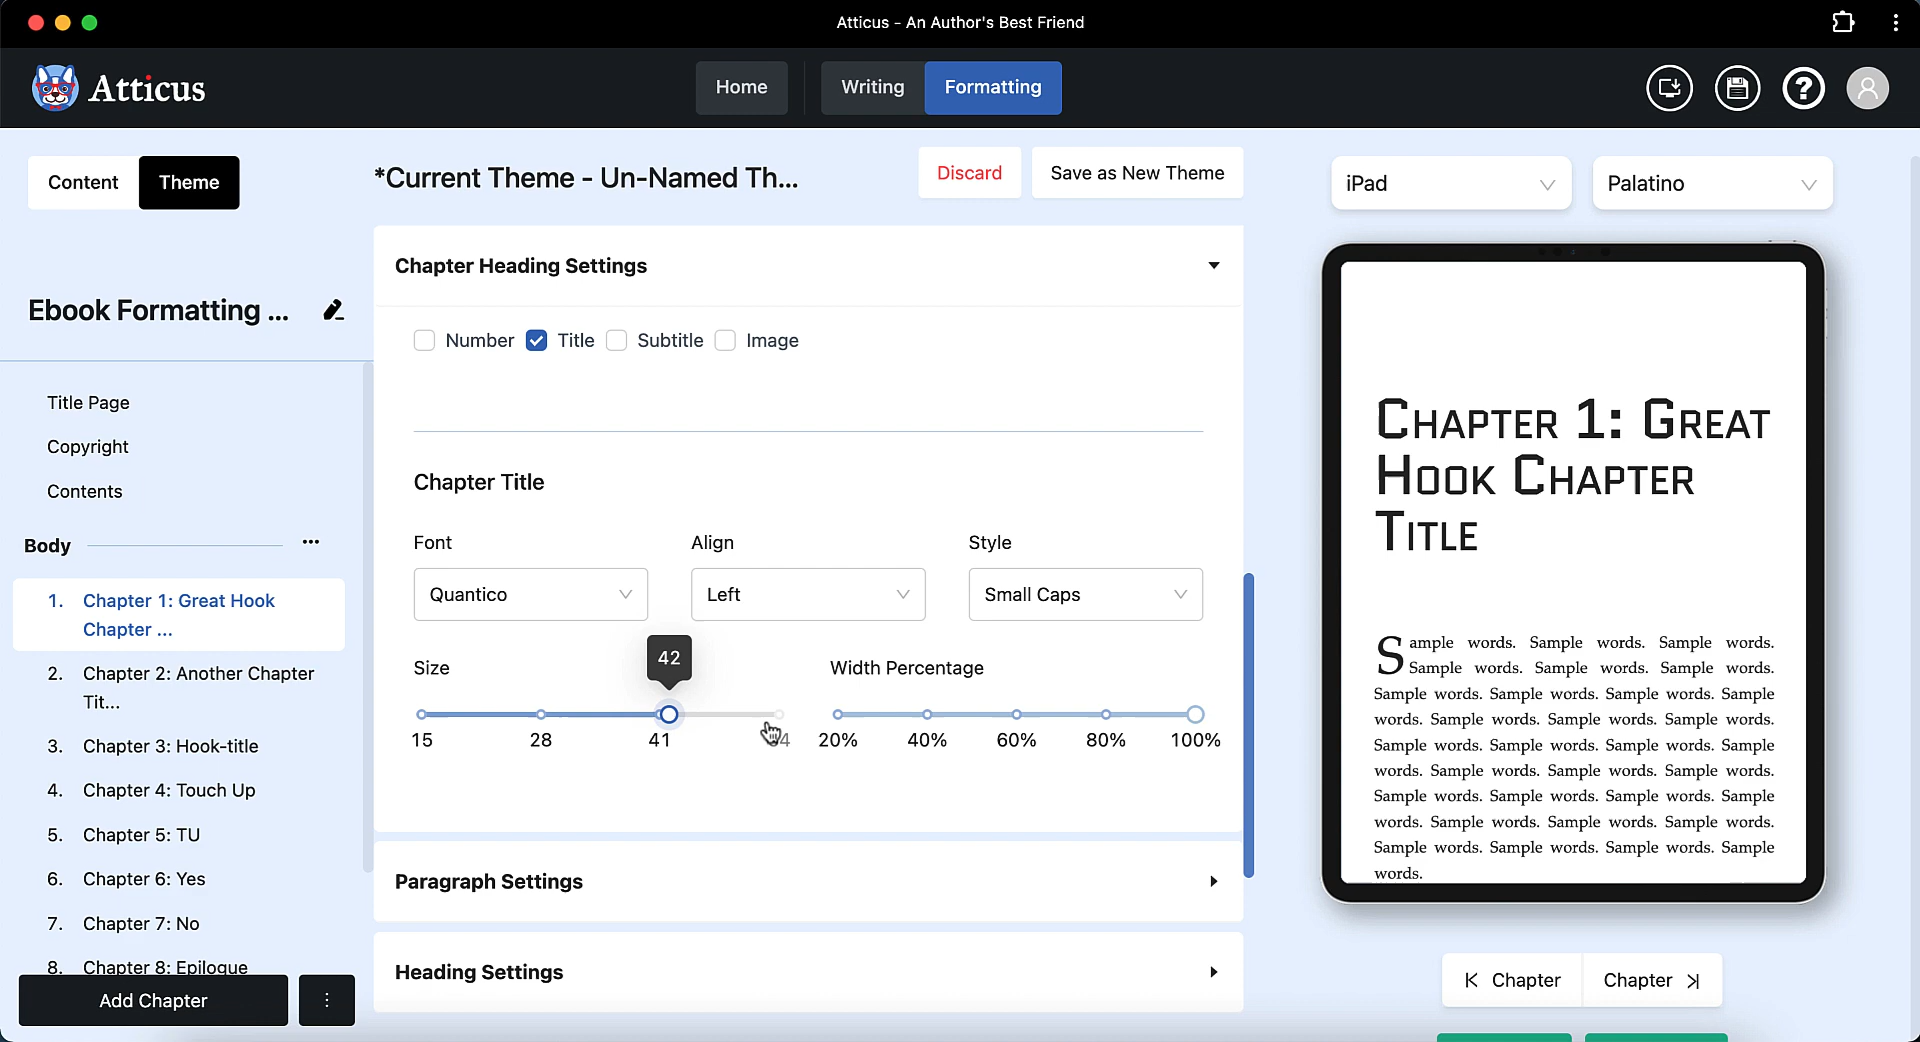 Atticus - An Author's Best Friend
Atticus
Home
Writing
Formatting
?
Content
Theme
*Current Theme - Un-Named Th...
Discard
Save as New Theme
iPad
Palatino
Ebook Formatting ...
Title Page
Copyright
Contents
Body
1. Chapter 1: Great Hook
Chapter ...
2. Chapter 2: Another Chapter
Tit...
3. Chapter 3: Hook-title
4. Chapter 4: Touch Up
5. Chapter 5: TU
6. Chapter 6: Yes
7. Chapter 7: No
8. Chapter 8: Epilogue
Add Chapter
Chapter Heading Settings
Number
Title
Subtitle
Image
Chapter Title
Font
Align
Style
Quantico
Left
Small Caps
Size
42
Width Percentage
15
28
41
20%
40%
60%
80%
100%
Paragraph Settings
Heading Settings
Chapter 1: Great
Hook Chapter
Title
Sample words. Sample words. Sample words.
Sample words. Sample words. Sample words.
Sample words. Sample words. Sample words. Sample
words. Sample words. Sample words. Sample words.
Sample words. Sample words. Sample words. Sample
words. Sample words. Sample words. Sample words.
Sample words. Sample words. Sample words. Sample
words. Sample words. Sample words. Sample words.
Sample words. Sample words. Sample words. Sample
words.
Chapter
Chapter